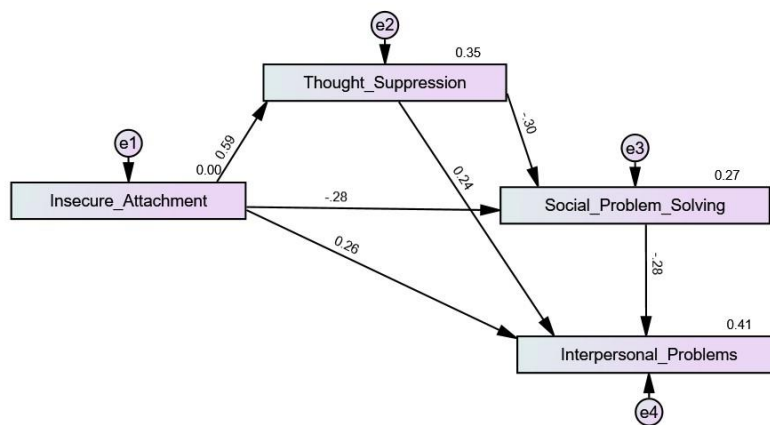 e2
0.35
Thought_Suppression
e1
0.59
0.00
-.30
e3
0.24
0.27
Insecure_Attachment
-.28
Social_Problem_Solving
0.26
-.28
0.41
Interpersonal_Problems
e4